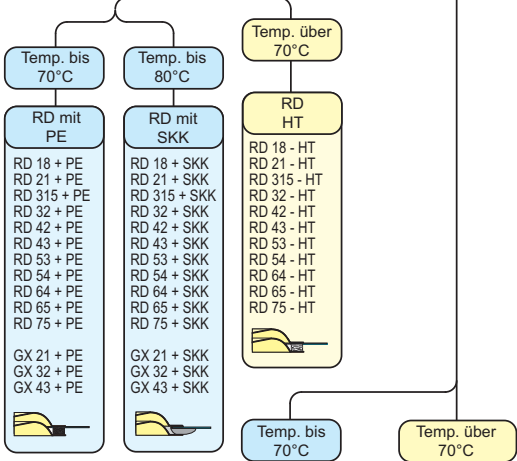 Temp. bis
70°C
RD mit
PE
RD 18 + PE
RD 21 + PE
RD 315 + PE
RD 32 + PE
RD 42 + PE
RD 43 + PE
RD 53 + PE
RD 54 + PE
RD 64 + PE
RD 65 + PE
RD 75 + PE
GX 21 + PE
GX 32 + PE
GX 43 + PE
Temp. bis
80°C
RD mit
SKK
RD 18 + SKK
RD 21 + SKK
RD 315 + SKK
RD 32 + SKK
RD 42 + SKK
RD 43 + SKK
RD 53 + SKK
RD 54 + SKK
RD 64 + SKK
RD 65 + SKK
RD 75 + SKK
GX 21 + SKK
GX 32 + SKK
GX 43 + SKK
Temp. über
70°C
RD
HT
RD 18 - HT
RD 21 - HT
RD 315 - HT
RD 32 - HT
RD 42 - HT
RD 43 - HT
RD 53 - HT
RD 54 - HT
RD 64 - HT
RD 65 - HT
RD 75 - HT
Temp. bis
70°C
Temp. über
70°C